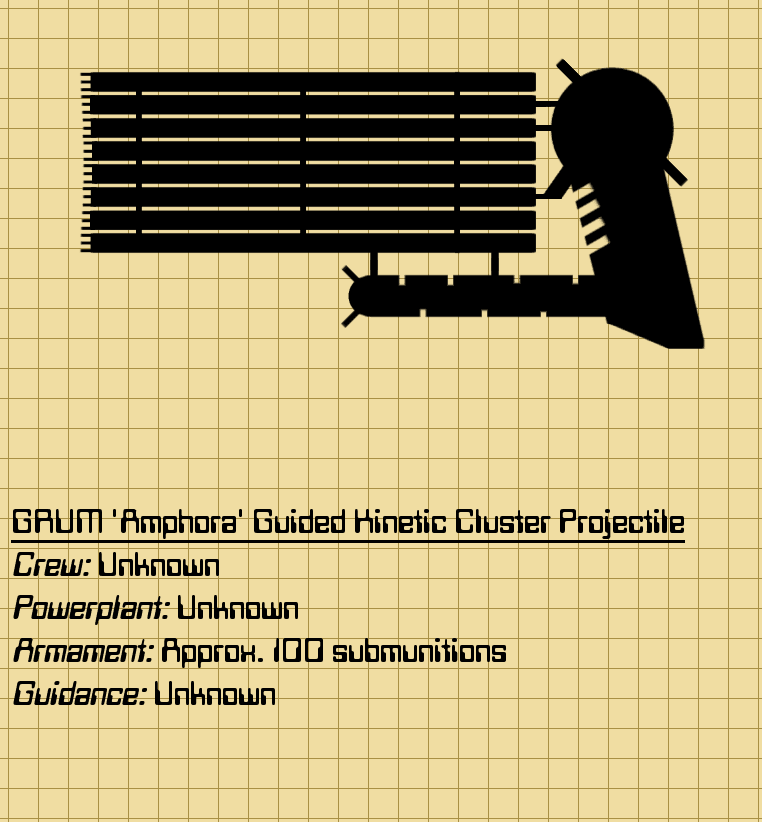 GRUM 'Amphora' Guided Kinetic Cluster Projectile
Crew: Unknown
Powerplant: Unknown
Armament: Approx. 100 submunitions
Guidance: Unknown